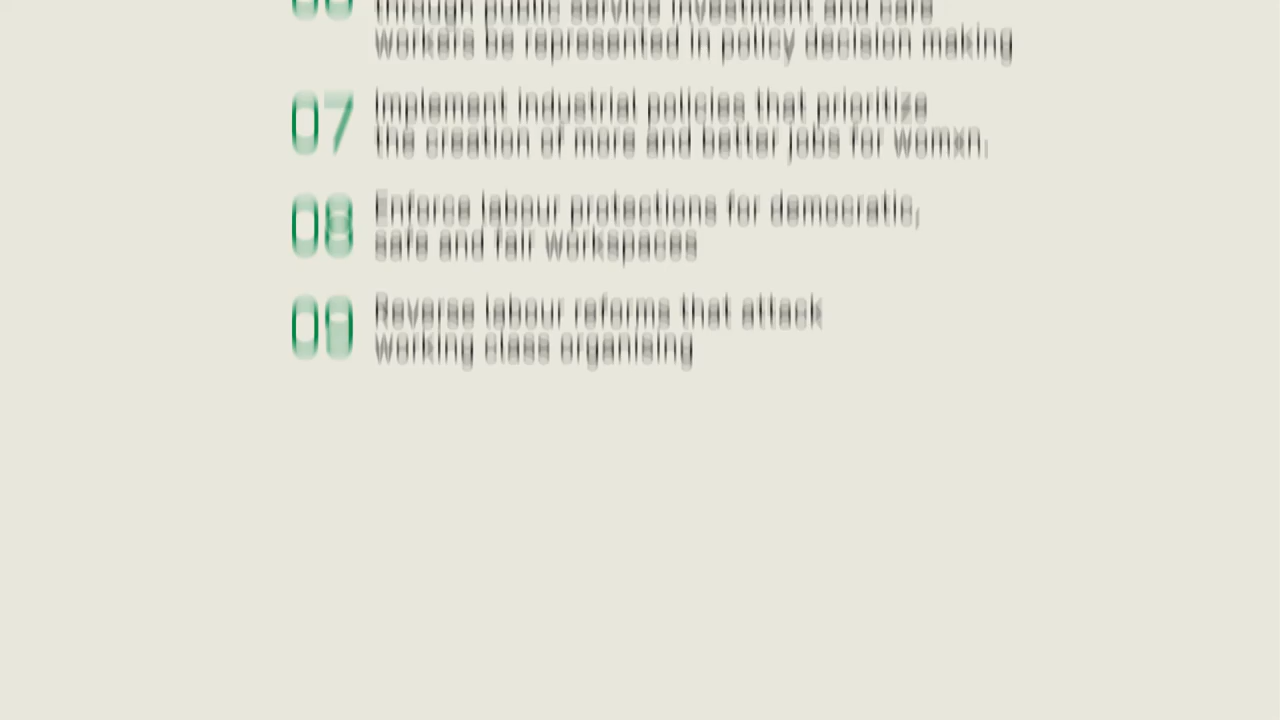 through public service investment and care
workers be represented in policy decision making
07 Implement industrial policies that prioritize
the creation of more and better jobs for womxn.
08 Enforce labour protections for democratic,
safe and fair workspaces
09 Reverse labour reforms that attack
working class organising